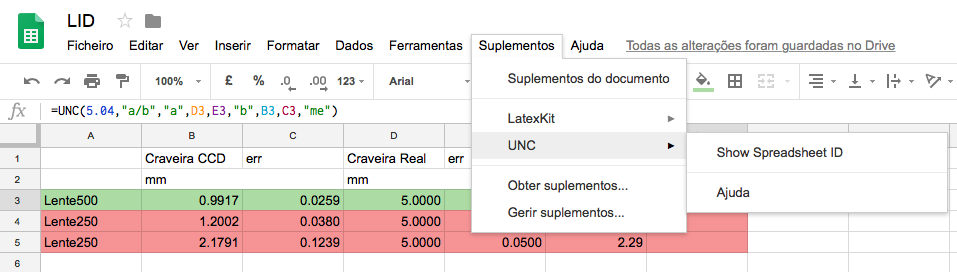 LID
Ficheiro Editar Ver Inserir Formatar Dados Ferramentas Suplementos Ajuda Todas as alterações foram guardadas no Drive
100% £ % .0 .00 123 Arial
Suplementos do documento
LatexKit
UNC
Obter suplementos...
Gerir suplementos...
Show Spreadsheet ID
Ajuda
fx =UNC(5.04,"a/b","a",D3,E3,"b",B3,C3,"me")
A B C D
1 Craveira CCD err Craveira Real err
2 mm mm
3 Lente500 0.9917 0.0259 5.0000
4 Lente250 1.2002 0.0380 5.0000
5 Lente250 2.1791 0.1239 5.0000 0.0500 2.29
6